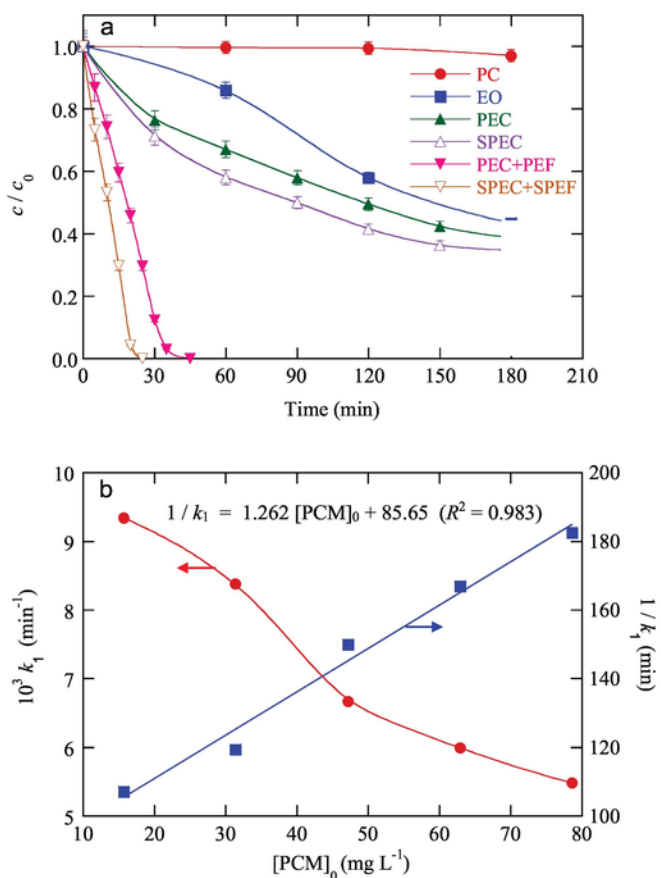 a
1.0
0.8
0.6
0.4
0.2
0.0
c / c₀
PC
EO
PEC
SPEC
PEC+PEF
SPEC+SPEF
0 30 60 90 120 150 180 210
Time (min)
b
1 / k₁ = 1.262 [PCM]₀ + 85.65 (R² = 0.983)
10
9
8
7
6
5
10³ k₁ (min⁻¹)
200
180
160
140
120
100
1 / k₁ (min)
10 20 30 40 50 60 70 80
[PCM]₀ (mg L⁻¹)